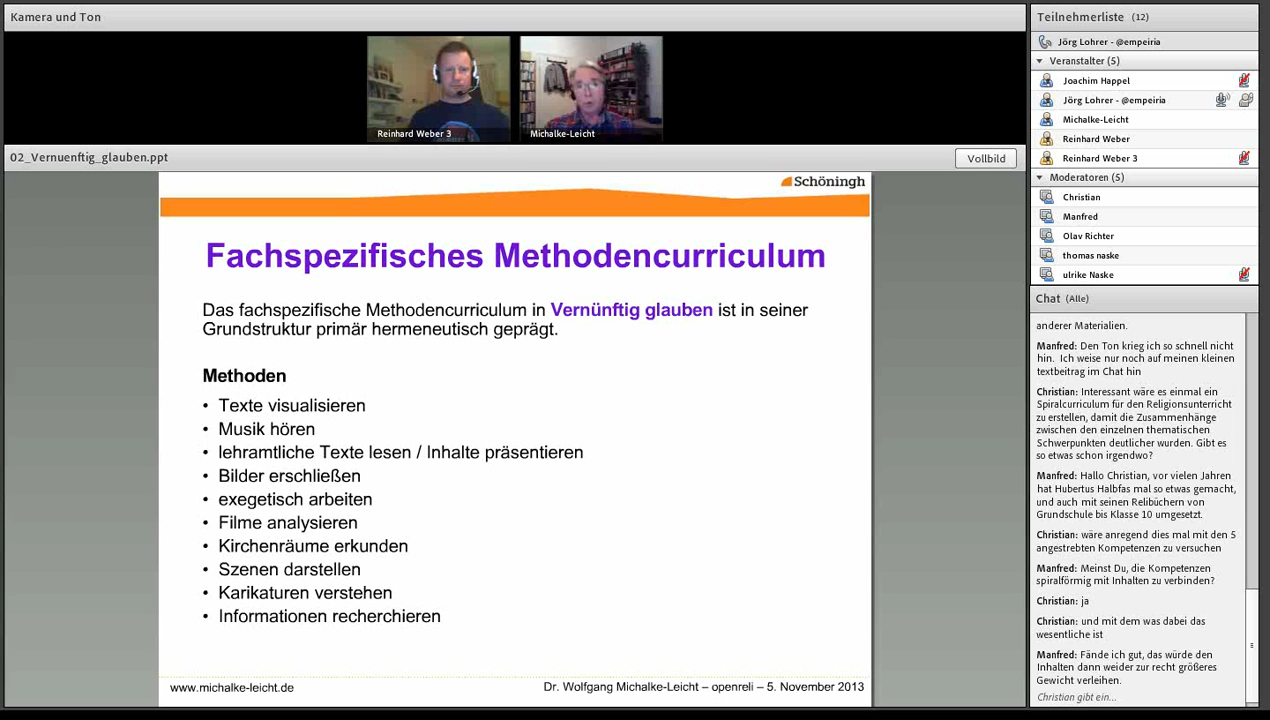 Kamera und Ton
Reinhard Weber 3
Michalke-Leicht
02_Vernuenftig_glauben.ppt
Vollbild
Schöningh
Fachspezifisches Methodencurriculum
Das fachspezifische Methodencurriculum in Vernünftig glauben ist in seiner
Grundstruktur primär hermeneutisch geprägt.
Methoden
• Texte visualisieren
• Musik hören
• lehramtliche Texte lesen / Inhalte präsentieren
• Bilder erschließen
• exegetisch arbeiten
• Filme analysieren
• Kirchenräume erkunden
• Szenen darstellen
• Karikaturen verstehen
• Informationen recherchieren
www.michalke-leicht.de
Dr. Wolfgang Michalke-Leicht – openreli – 5. November 2013
Teilnehmerliste (12)
Jörg Lohrer - @empeiria
Veranstalter (5)
Joachim Happel
Jörg Lohrer - @empeiria
Michalke-Leicht
Reinhard Weber
Reinhard Weber 3
Moderatoren (5)
Christian
Manfred
Olav Richter
thomas naske
ulrike Naske
Chat (Alle)
anderer Materialien.
Manfred: Den Ton krieg ich so schnell nicht
hin. Ich weise nur noch auf meinen kleinen
textbeitrag im Chat hin
Christian: Interessant wäre es einmal ein
Spiralcurriculum für den Religionsunterricht
zu erstellen, damit die Zusammenhänge
zwischen den einzelnen thematischen
Schwerpunkten deutlicher wurden. Gibt es
so etwas schon irgendwo?
Manfred: Hallo Christian, vor vielen Jahren
hat Hubertus Halbfas mal so etwas gemacht,
und auch mit seinen Relibüchern von
Grundschule bis Klasse 10 umgesetzt.
Christian: wäre anregend dies mal mit den 5
angestrebten Kompetenzen zu versuchen
Manfred: Meinst Du, die Kompetenzen
spiralförmig mit Inhalten zu verbinden?
Christian: ja
Christian: und mit dem was dabei das
wesentliche ist
Manfred: Fände ich gut, das würde den
Inhalten dann weider zur recht größeres
Gewicht verleihen.
Christian gibt ein...